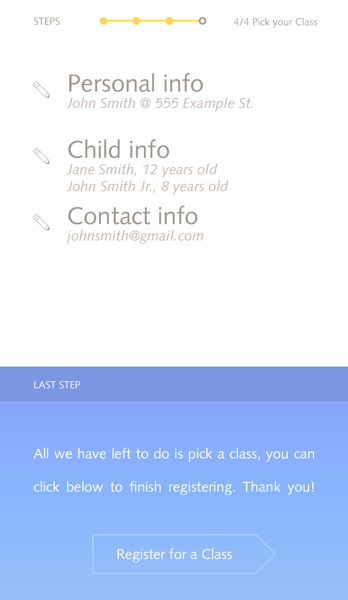 STEPS
4/4 Pick your Class
Personal info
John Smith @ 555 Example St.
Child info
Jane Smith, 12 years old
John Smith Jr., 8 years old
Contact info
johnsmith@gmail.com
LAST STEP
All we have left to do is pick a class, you can
click below to finish registering. Thank you!
Register for a Class